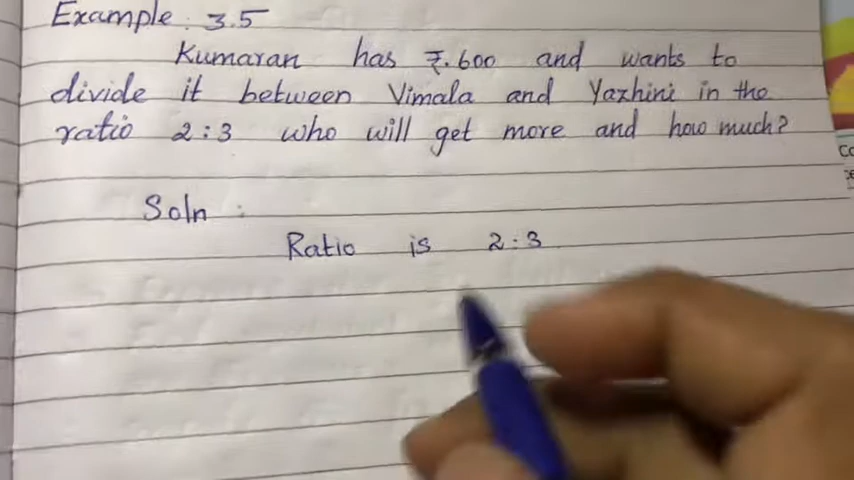 Example : 3.5
Kumaran has ₹.600 and wants to
divide it between Vimala and Yazhini in the
ratio 2:3 who will get more and how much?
Soln :
Ratio is 2:3